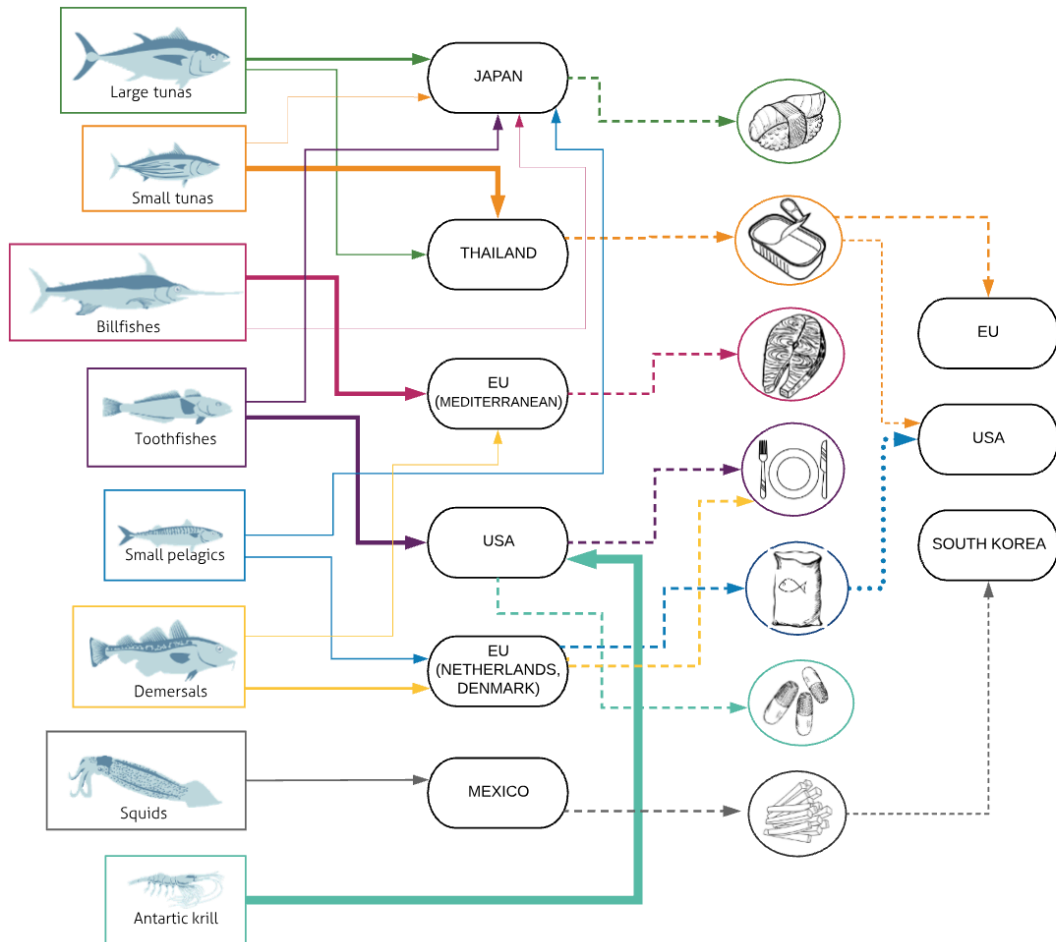 Large tunas
Small tunas
Billfishes
Toothfishes
Small pelagics
Demersals
Squids
Antartic krill
JAPAN
THAILAND
EU
(MEDITERRANEAN)
USA
EU
(NETHERLANDS,
DENMARK)
MEXICO
EU
USA
SOUTH KOREA